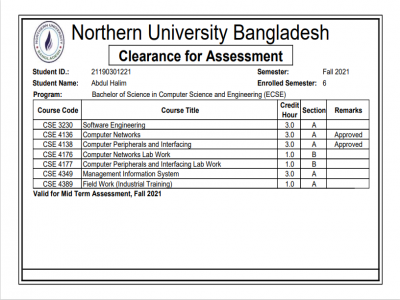 Northern University Bangladesh
Clearance for Assessment
Student ID.: 21190301221 Semester: Fall 2021
Student Name: Abdul Halim Enrolled Semester: 6
Program: Bachelor of Science in Computer Science and Engineering (ECSE)
Course Code Course Title Credit Hour Section Remarks
CSE 3230 Software Engineering 3.0 A
CSE 4136 Computer Networks 3.0 A Approved
CSE 4138 Computer Peripherals and Interfacing 3.0 A Approved
CSE 4176 Computer Networks Lab Work 1.0 B
CSE 4177 Computer Peripherals and Interfacing Lab Work 1.0 B
CSE 4349 Management Information System 3.0 A
CSE 4389 Field Work (Industrial Training) 1.0 A
Valid for Mid Term Assessment, Fall 2021